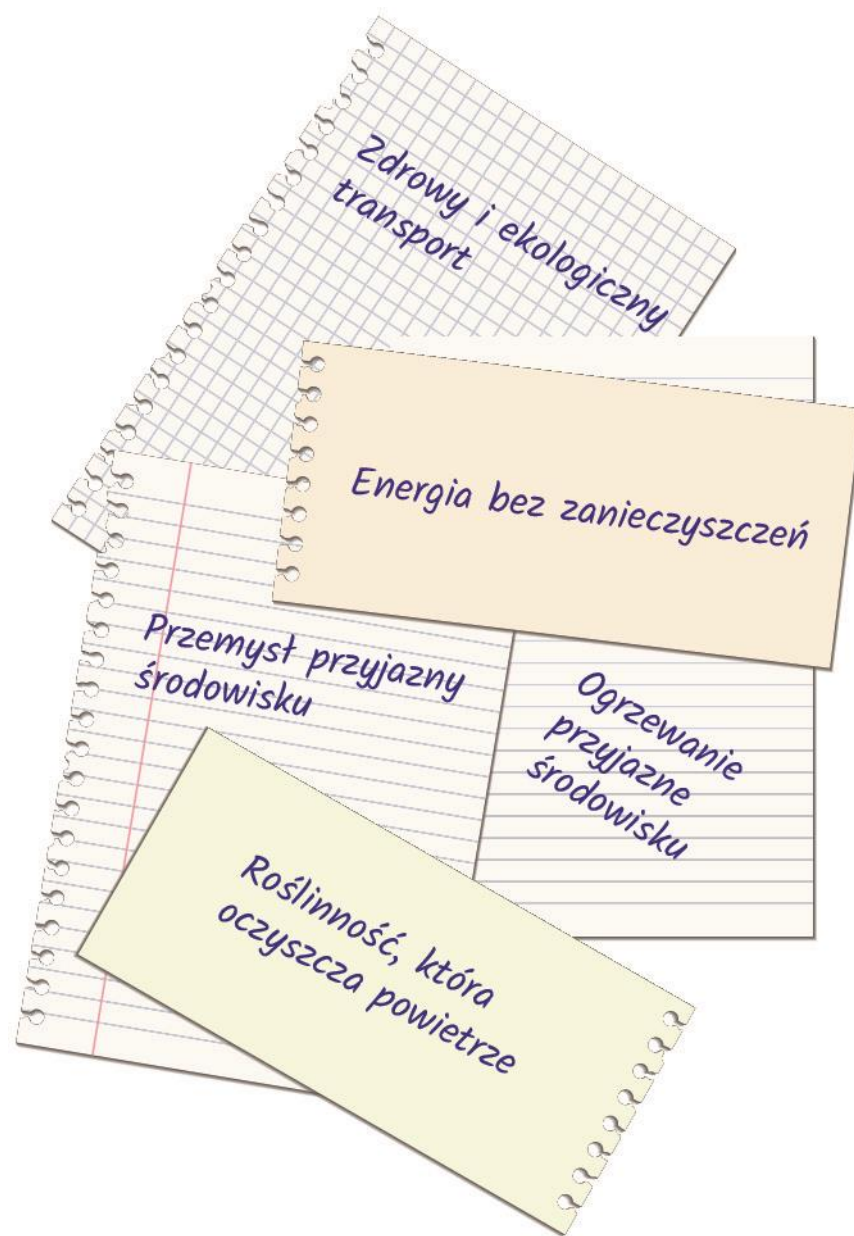 Zdrowy i ekologiczny
transport
Energia bez zanieczyszczeń
Przemysł przyjazny
środowisku
Ogrzewanie
przyjazne
środowisku
Roślinność, która
oczyszcza powietrze